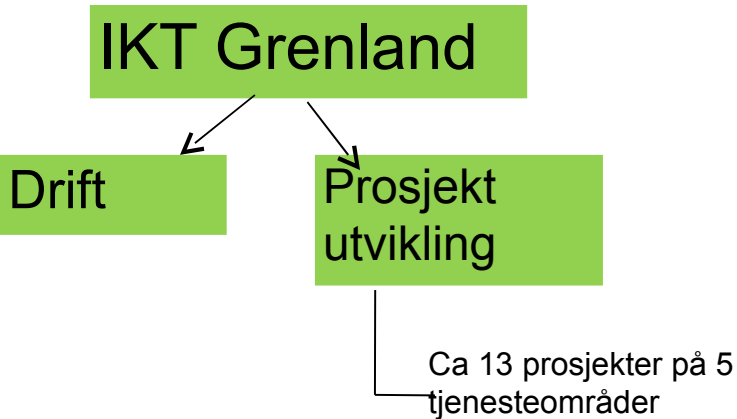 IKT Grenland
Drift
Prosjekt
utvikling
Ca 13 prosjekter på 5
tjenesteområder